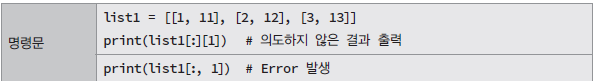 명령문
list1 = [[1, 11], [2, 12], [3, 13]]
print(list1[:][1])  # 의도하지 않은 결과 출력
print(list1[:, 1])  # Error 발생